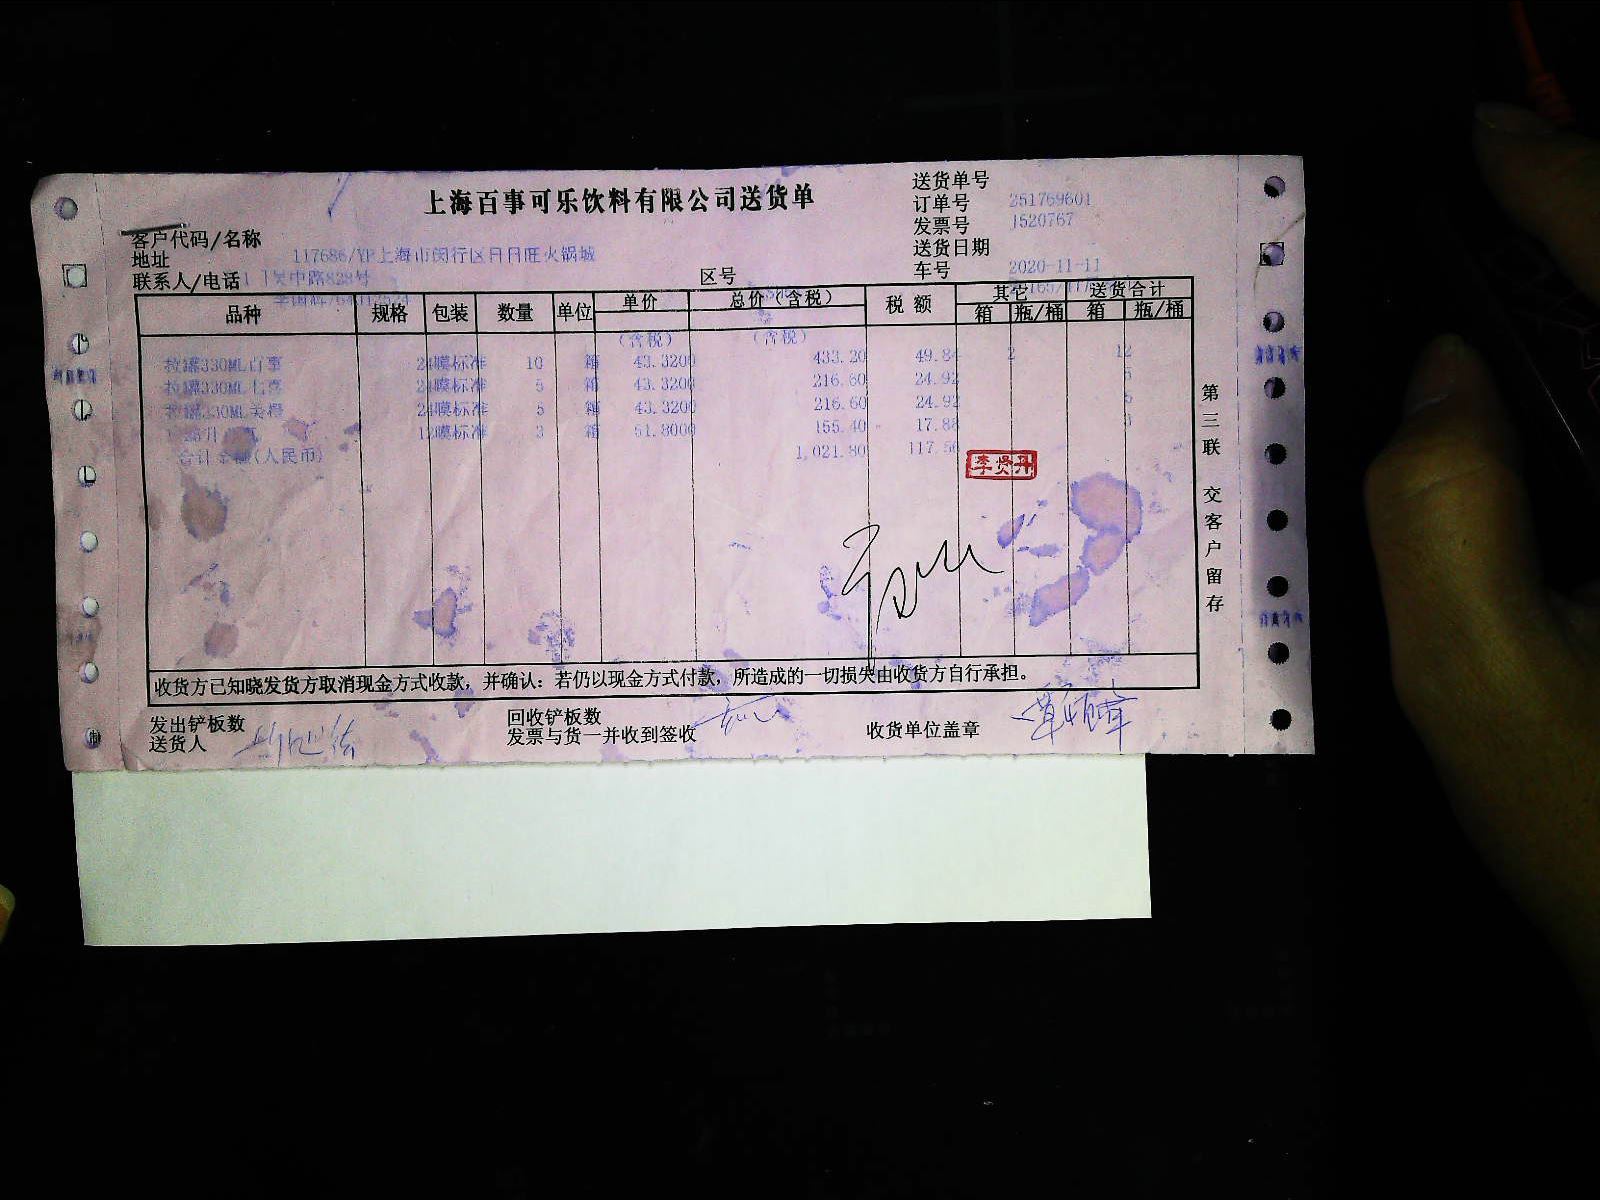 上海百事可乐饮料有限公司送货单
送货单号
订单号 251769601
发票号 1520767
送货日期
车号 2020-11-11
客户代码/名称
地址 117686/YP上海市闵行区日日旺火锅城
联系人/电话 吴中路828号
区号
品种 规格 包装 数量 单位 单价 总价(含税) 税 额 其它 送货合计
箱 瓶/桶 箱 瓶/桶
(含税) (含税)
330ML百事 24膜标准 10 箱 43.3200 433.20 49.84 2 12
330ML七喜 24膜标准 5 箱 43.3200 216.60 24.92 5
330ML美橙 24膜标准 5 箱 43.3200 216.60 24.92 5
12膜标准 3 箱 51.8000 155.40 17.88 3
合计金额(人民币) 1,021.80 117.56
李贤丹
第三联 交客户留存
收货方已知晓发货方取消现金方式收款，并确认：若仍以现金方式付款，所造成的一切损失由收货方自行承担.
发出铲板数 回收铲板数
送货人 发票与货一并收到签收 收货单位盖章